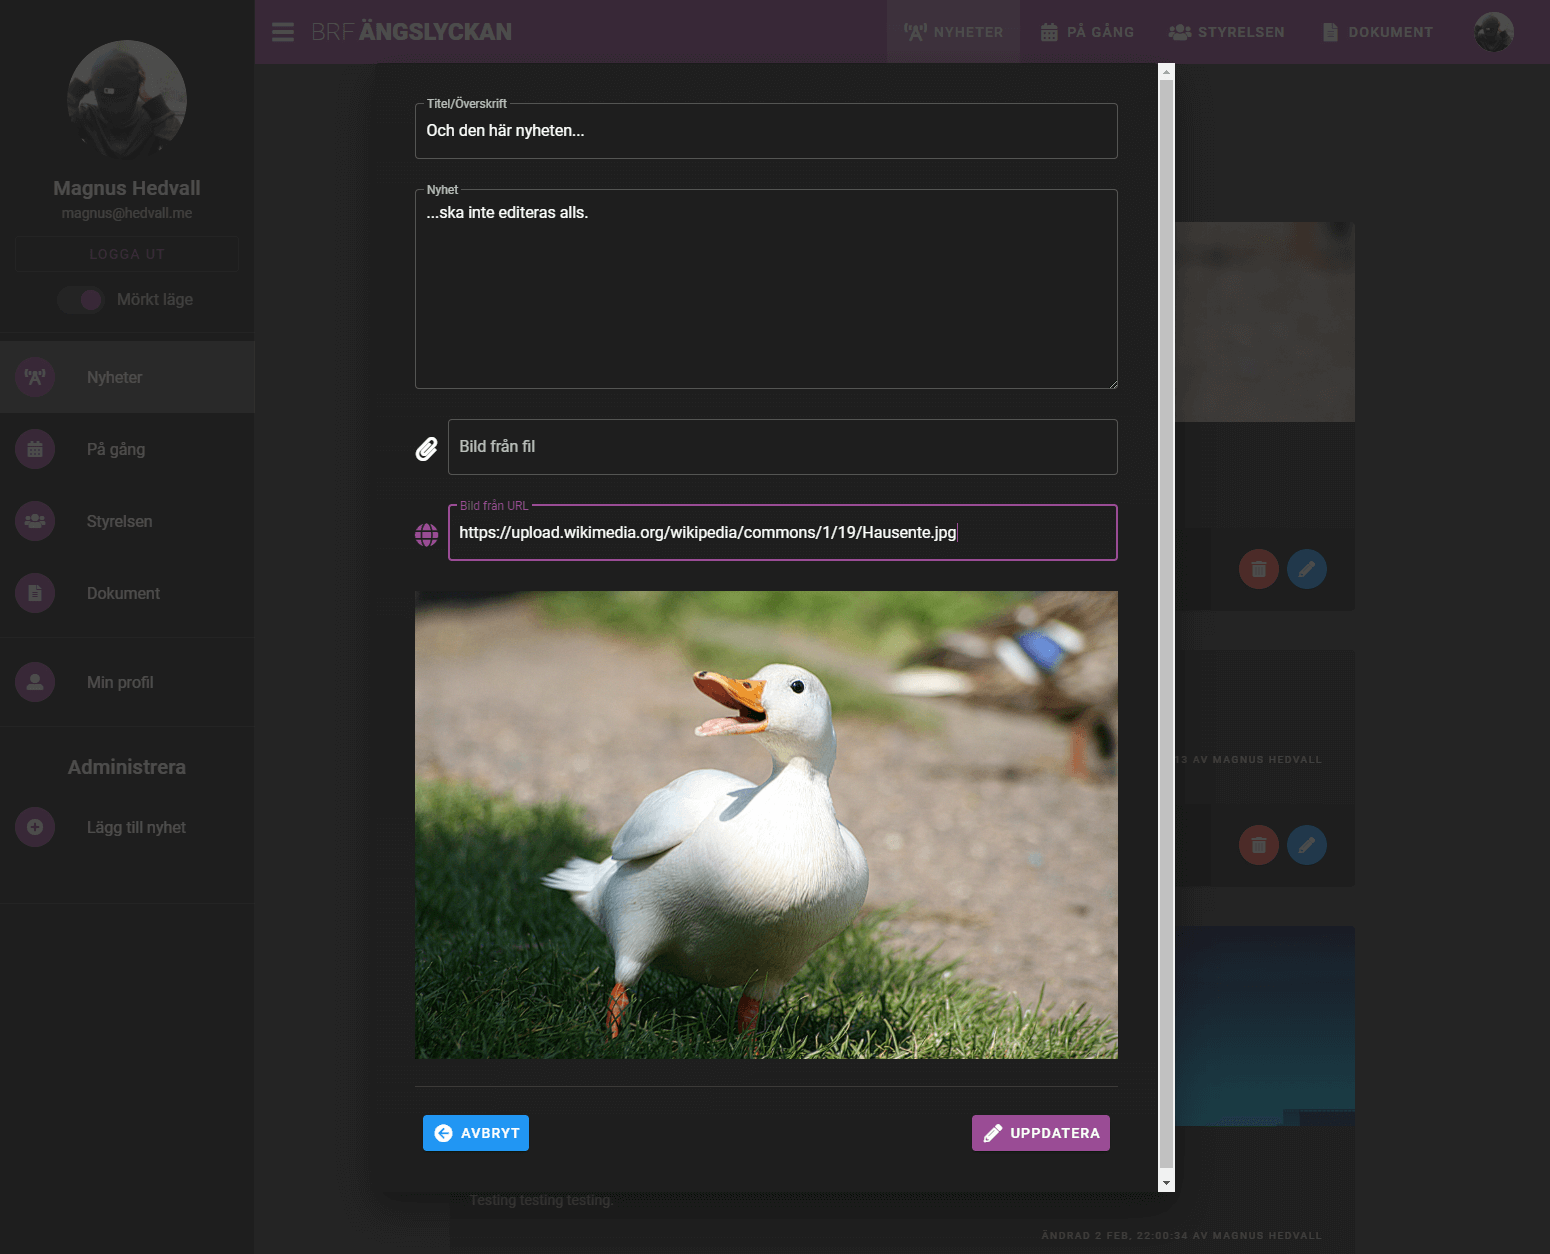 BRF ÄNGSLYCKAN
NYHETER
PÅ GÅNG
STYRELSEN
DOKUMENT
Magnus Hedvall
magnus@hedvall.me
LOGGA UT
Mörkt läge
Nyheter
På gång
Styrelsen
Dokument
Min profil
Administrera
Lägg till nyhet
Titel/Överskrift
Och den här nyheten...
Nyhet
...ska inte editeras alls.
Bild från fil
Bild från URL
https://upload.wikimedia.org/wikipedia/commons/1/19/Hausente.jpg
AVBRYT
UPPDATERA
13 AV MAGNUS HEDVALL
Testing testing testing.
ÄNDRAD 2 FEB, 22:00:34 AV MAGNUS HEDVALL